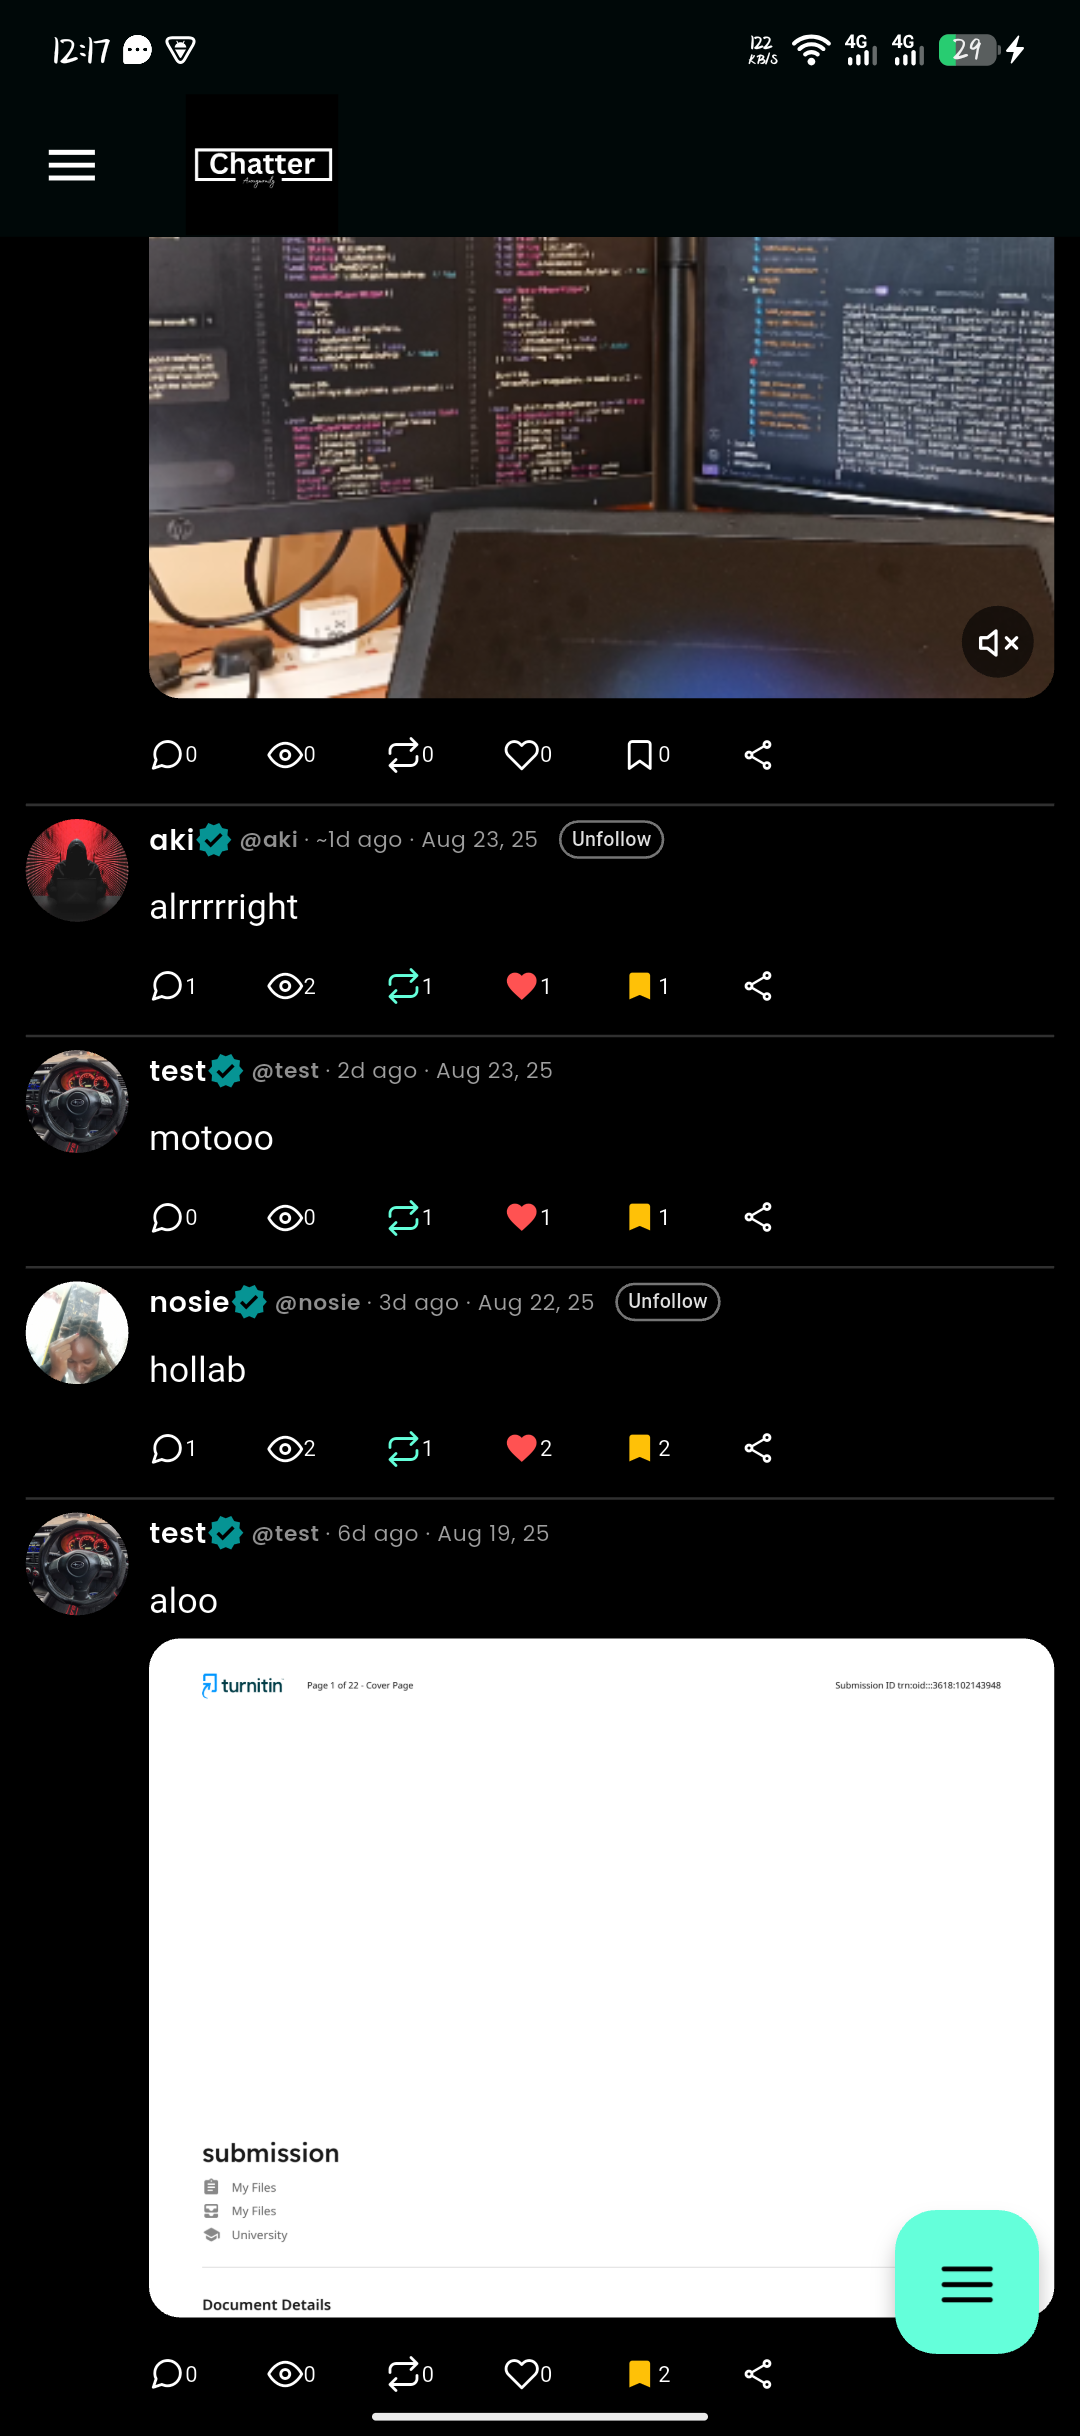 12:17
122
KB/S
4G
4G
29
Chatter
0 0 0 0 0
aki @aki · ~1d ago · Aug 23, 25 Unfollow
alrrrrright
1 2 1 1 1
test @test · 2d ago · Aug 23, 25
motooo
0 0 1 1 1
nosie @nosie · 3d ago · Aug 22, 25 Unfollow
hollab
1 2 1 2 2
test @test · 6d ago · Aug 19, 25
aloo
turnitin Page 1 of 22 - Cover Page Submission ID trn:oid:::3618:102143948
submission
My Files
My Files
University
Document Details
0 0 0 0 2